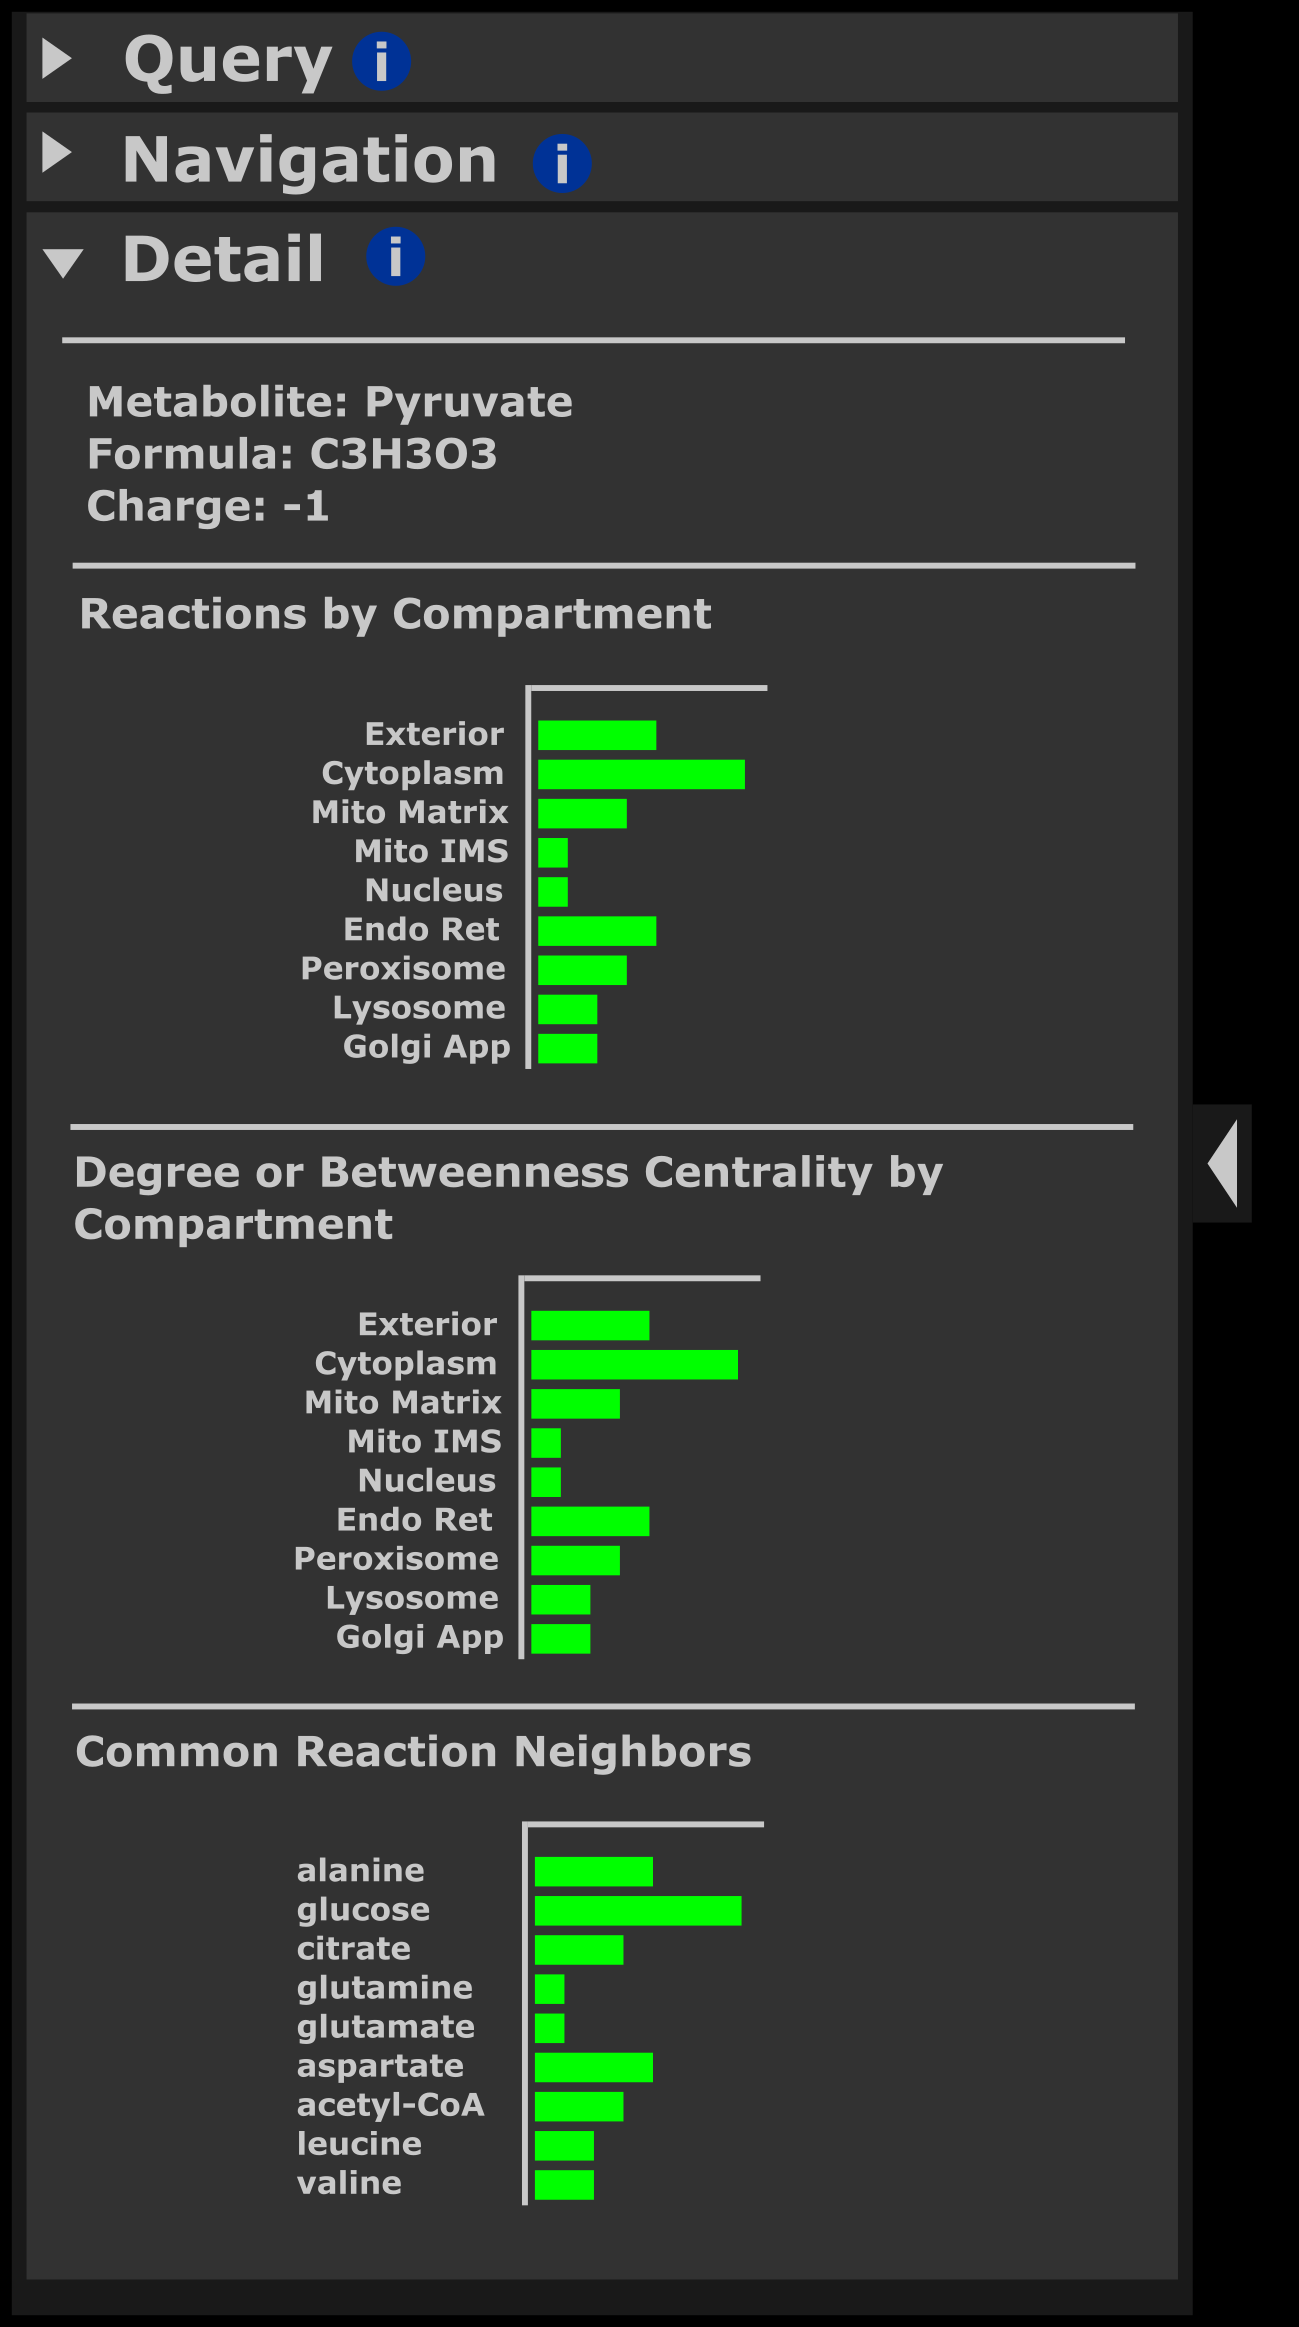 Query i
Navigation i
Detail i
Metabolite: Pyruvate
Formula: C3H3O3
Charge: -1
Reactions by Compartment
Exterior
Cytoplasm
Mito Matrix
Mito IMS
Nucleus
Endo Ret
Peroxisome
Lysosome
Golgi App
Degree or Betweenness Centrality by
Compartment
Exterior
Cytoplasm
Mito Matrix
Mito IMS
Nucleus
Endo Ret
Peroxisome
Lysosome
Golgi App
Common Reaction Neighbors
alanine
glucose
citrate
glutamine
glutamate
aspartate
acetyl-CoA
leucine
valine